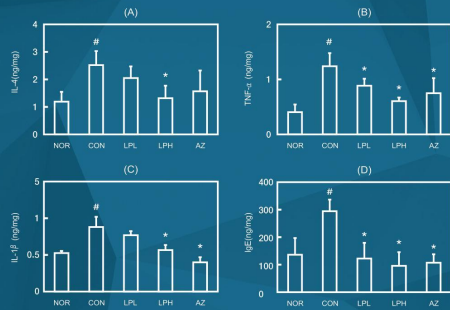 (A)
IL-4(ng/mg)
4
3
2
1
0
#
*
NOR CON LPL LPH AZ
(B)
TNF-α (ng/mg)
2
1
0
#
* * *
NOR CON LPL LPH AZ
(C)
IL-1β (ng/mg)
5
1
0.5
0
#
* *
NOR CON LPL LPH AZ
(D)
IgE(ng/mg)
400
300
200
100
0
#
* * *
NOR CON LPL LPH AZ